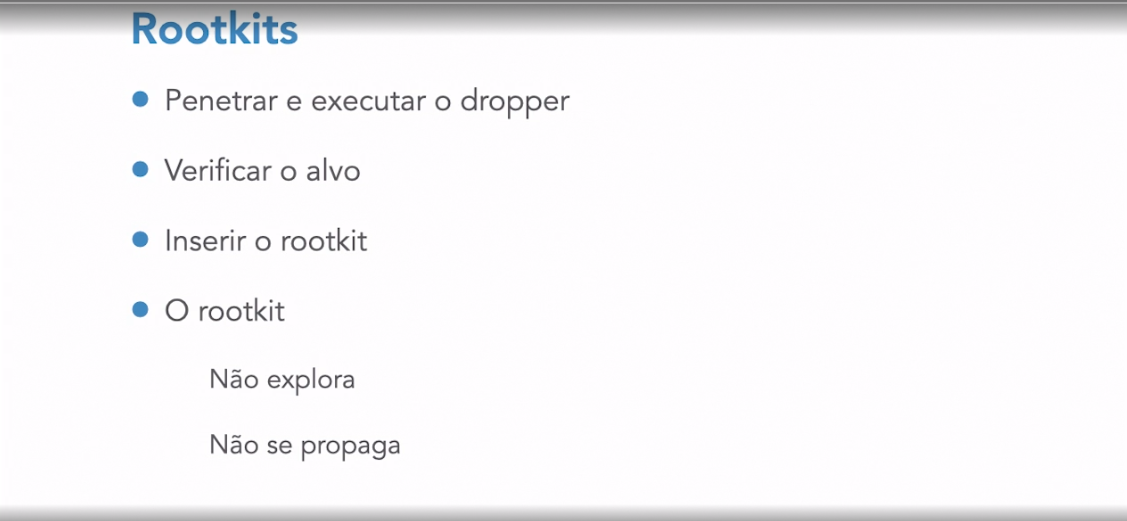 Rootkits
Penetrar e executar o dropper
Verificar o alvo
Inserir o rootkit
O rootkit
Não explora
Não se propaga